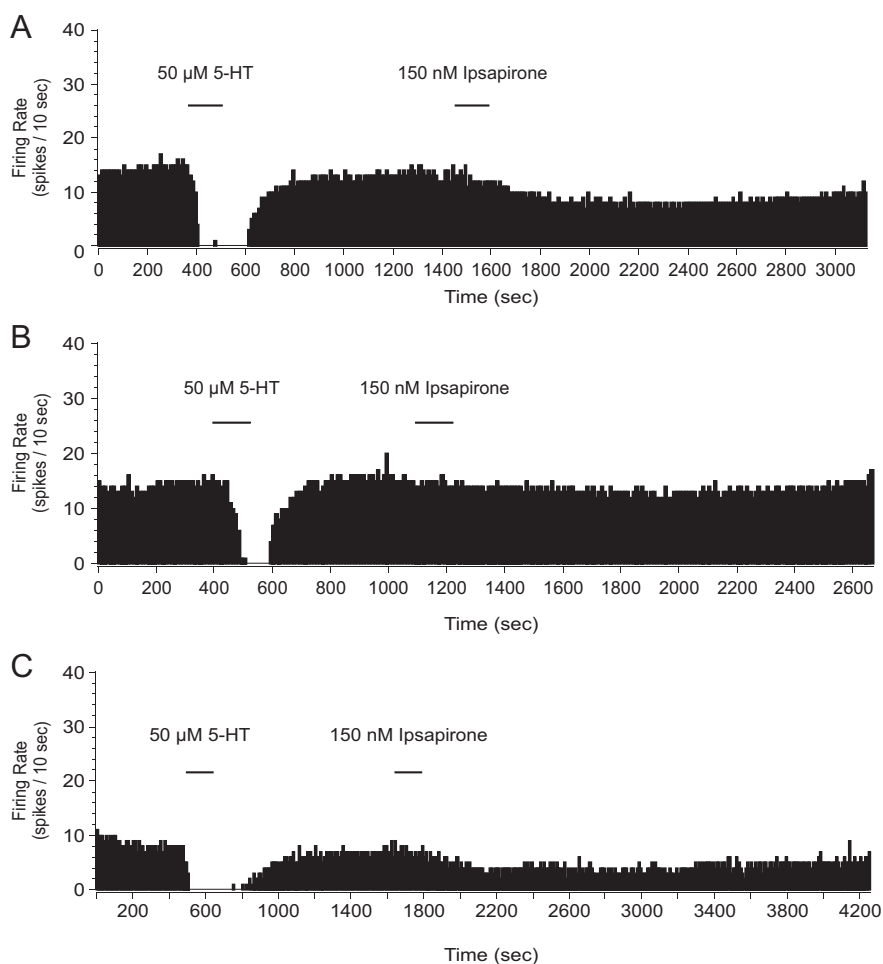 A
Firing Rate
(spikes / 10 sec)
40
30
20
10
0
50 µM 5-HT
150 nM Ipsapirone
0 200 400 600 800 1000 1200 1400 1600 1800 2000 2200 2400 2600 2800 3000
Time (sec)
B
Firing Rate
(spikes / 10 sec)
40
30
20
10
0
50 µM 5-HT
150 nM Ipsapirone
0 200 400 600 800 1000 1200 1400 1600 1800 2000 2200 2400 2600
Time (sec)
C
Firing Rate
(spikes / 10 sec)
40
30
20
10
0
50 µM 5-HT
150 nM Ipsapirone
200 600 1000 1400 1800 2200 2600 3000 3400 3800 4200
Time (sec)